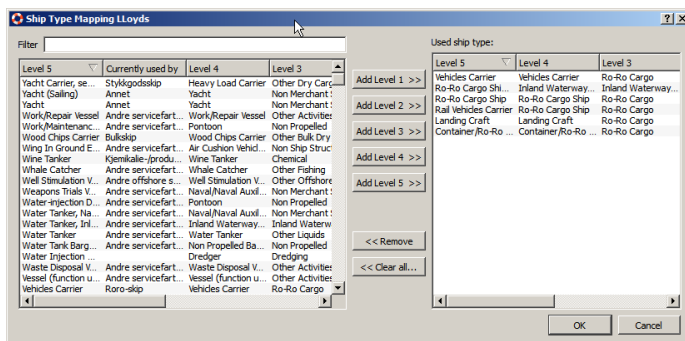 Ship Type Mapping LLoyds
Filter
Used ship type:
Level 5 Currently used by Level 4 Level 3
Yacht Carrier, se... Stykkgodsskip Heavy Load Carrier Other Dry Carg
Yacht (Sailing) Annet Yacht Non Merchant
Yacht Annet Yacht Non Merchant
Work/Repair Vessel Andre servicefart... Work/Repair Vessel Other Activities
Work/Maintenanc... Andre servicefart... Pontoon Non Propelled
Wood Chips Carrier Bulkskip Wood Chips Carrier Other Bulk Dry
Wing In Ground E... Andre servicefart... Air Cushion Vehicl... Non Ship Struc
Wine Tanker Kjemikalie-/produ... Wine Tanker Chemical
Whale Catcher Andre servicefart... Whale Catcher Other Fishing
Well Stimulation V... Andre offshore s... Well Stimulation V... Other Offshore
Weapons Trials V... Andre servicefart... Naval/Naval Auxil... Non Merchant
Water-injection D... Andre servicefart... Pontoon Non Propelled
Water Tanker, Na... Andre servicefart... Naval/Naval Auxil... Non Merchant
Water Tanker, Inl... Andre servicefart... Inland Waterway... Inland Waterw
Water Tanker Andre servicefart... Water Tanker Other Liquids
Water Tank Barg... Andre servicefart... Non Propelled Ba... Non Propelled
Water Injection ... Dredger Dredging
Waste Disposal V... Andre servicefart... Waste Disposal V... Other Activities
Vessel (function u... Andre servicefart... Vessel (function u... Other Activities
Vehicles Carrier Roro-skip Vehicles Carrier Ro-Ro Cargo
Add Level 1 >>
Add Level 2 >>
Add Level 3 >>
Add Level 4 >>
Add Level 5 >>
<< Remove
<< Clear all...
Level 5 Level 4 Level 3
Vehicles Carrier Vehicles Carrier Ro-Ro Cargo
Ro-Ro Cargo Shi... Inland Waterway... Inland Waterway...
Ro-Ro Cargo Ship Ro-Ro Cargo Ship Ro-Ro Cargo
Rail Vehicles Carrier Ro-Ro Cargo Ship Ro-Ro Cargo
Landing Craft Landing Craft Ro-Ro Cargo
Container/Ro-Ro ... Container/Ro-Ro ... Ro-Ro Cargo
OK Cancel